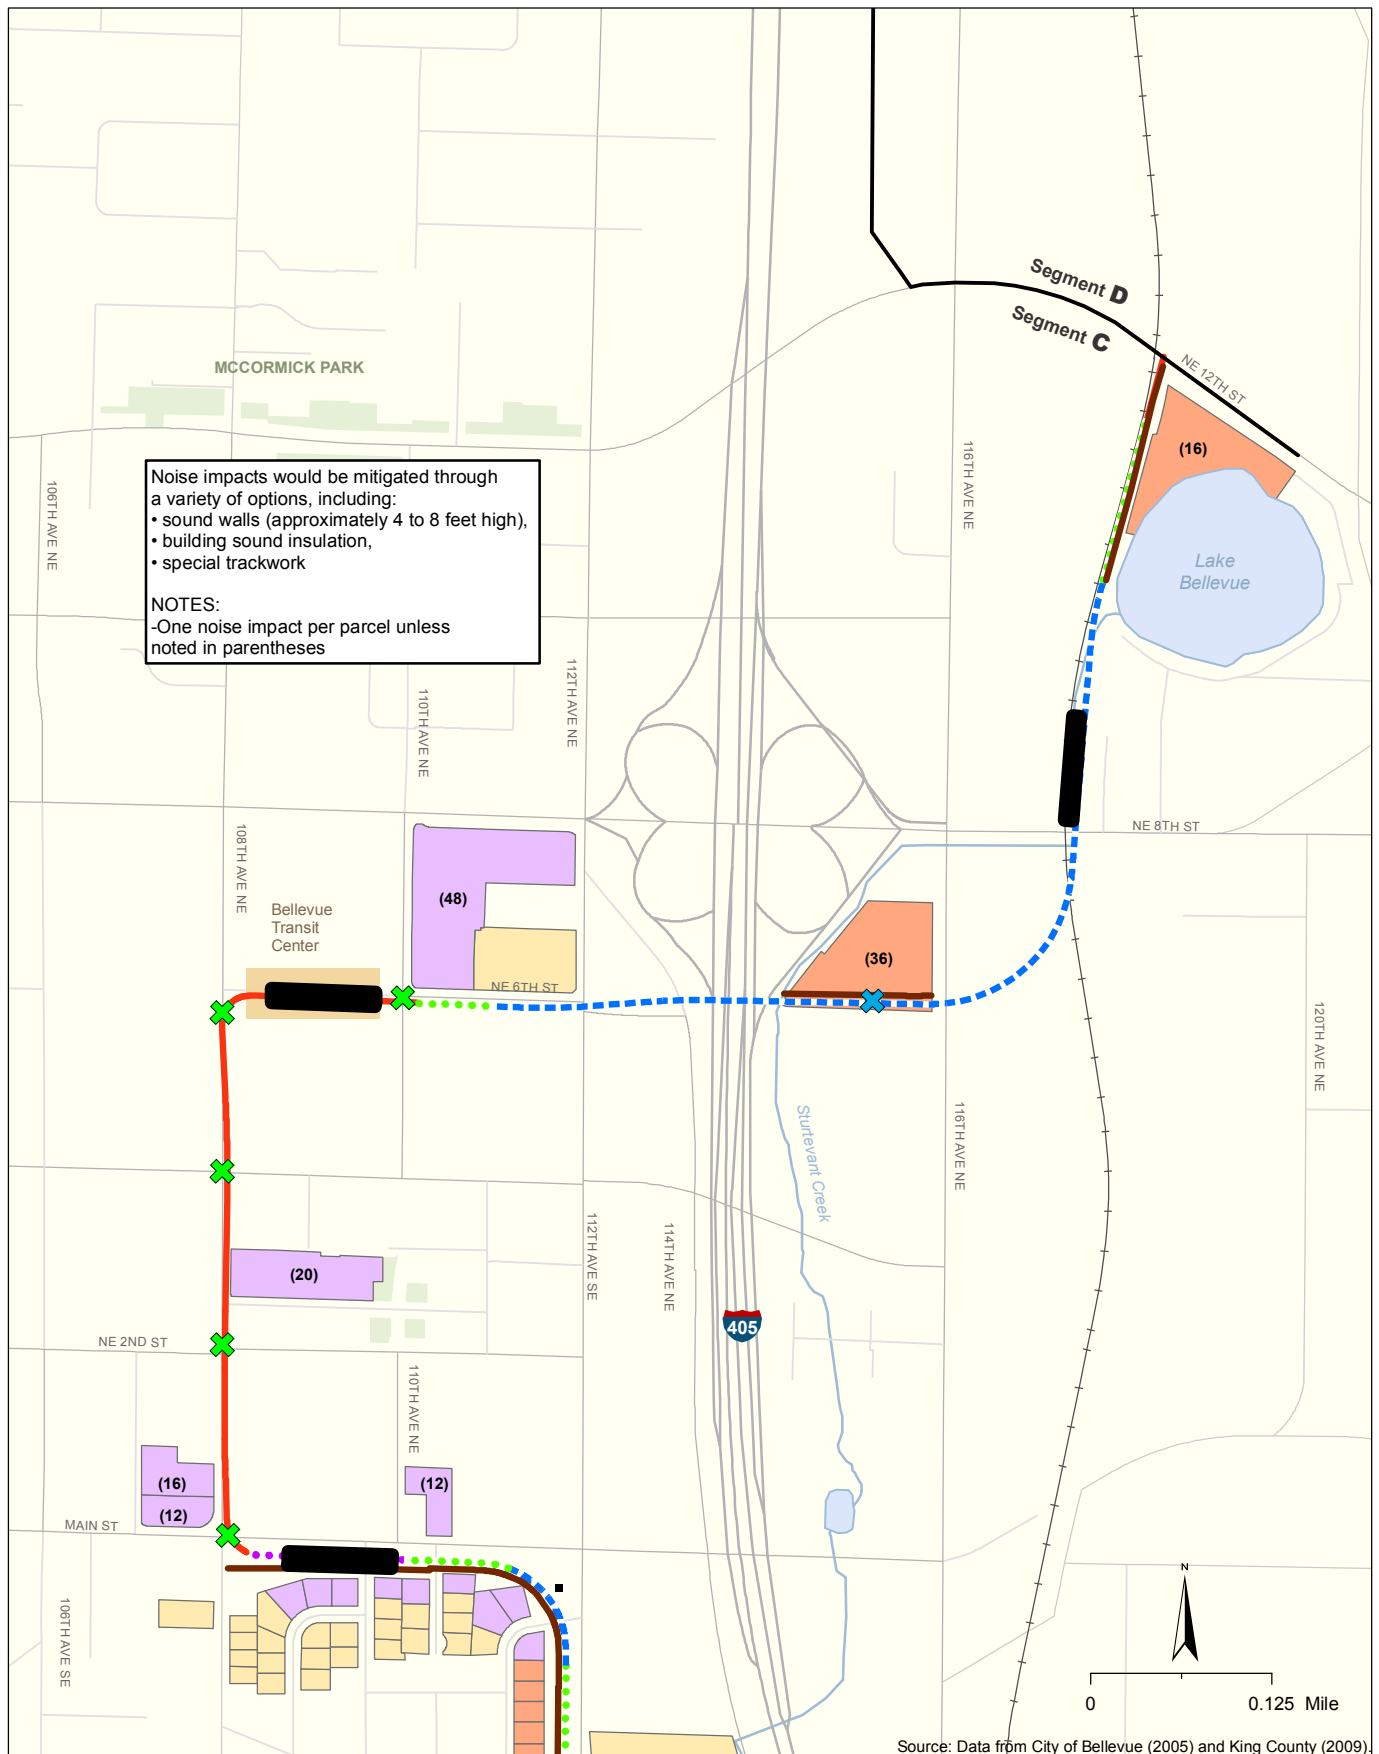 Segment D
Segment C
NE 12TH ST
MCCORMICK PARK
(16)
116TH AVE NE
106TH AVE NE
Noise impacts would be mitigated through
a variety of options, including:
• sound walls (approximately 4 to 8 feet high),
• building sound insulation,
• special trackwork
NOTES:
-One noise impact per parcel unless
noted in parentheses
Lake
Bellevue
110TH AVE NE
112TH AVE NE
NE 8TH ST
108TH AVE NE
(48)
Bellevue
Transit
Center
(36)
NE 6TH ST
120TH AVE NE
116TH AVE NE
Sturtevant Creek
112TH AVE SE
114TH AVE NE
(20)
405
NE 2ND ST
110TH AVE NE
(16)
(12)
(12)
MAIN ST
106TH AVE SE
N
0 0.125 Mile
Source: Data from City of Bellevue (2005) and King County (2009).